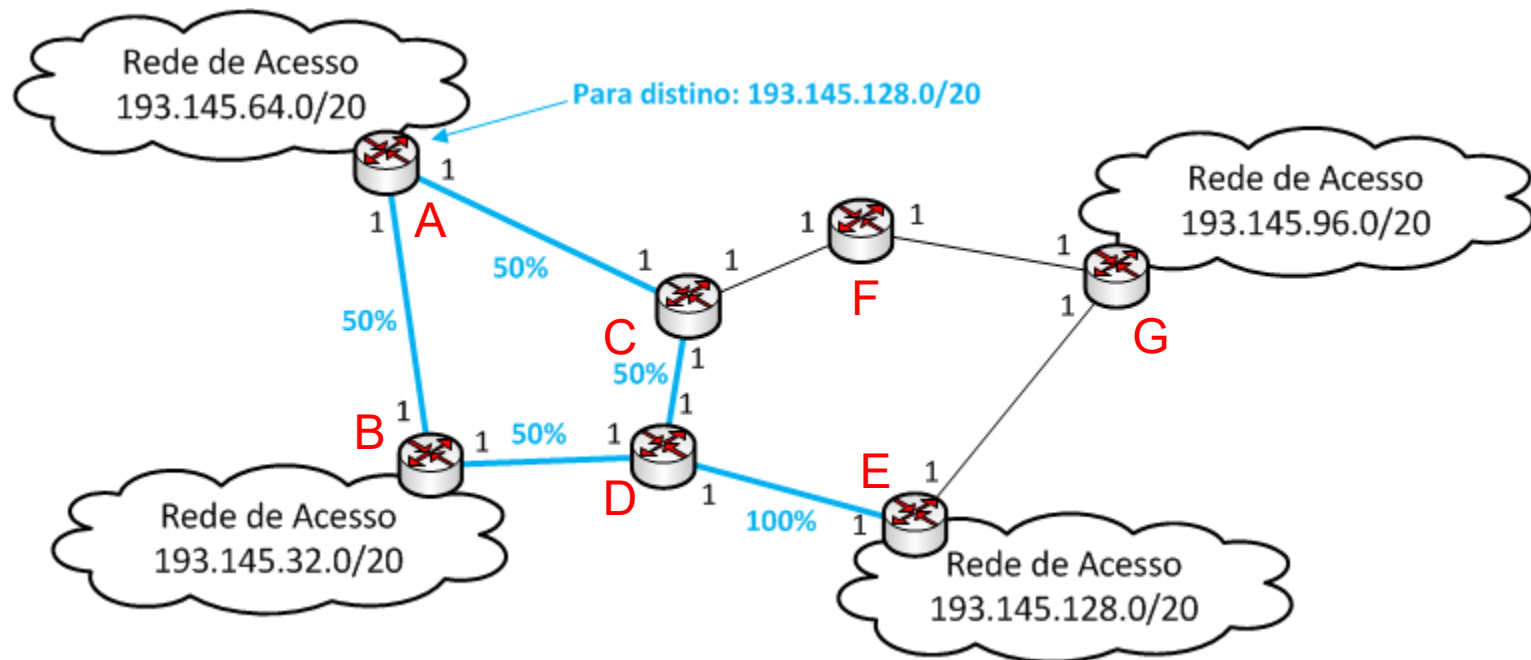 Rede de Acesso
193.145.64.0/20
Para distino: 193.145.128.0/20
1
A
1
50%
50%
1
1
C
1
1
F
1
Rede de Acesso
193.145.96.0/20
1
1
G
1
B
1
50%
1
50%
1
D
1
100%
E
1
1
Rede de Acesso
193.145.32.0/20
Rede de Acesso
193.145.128.0/20